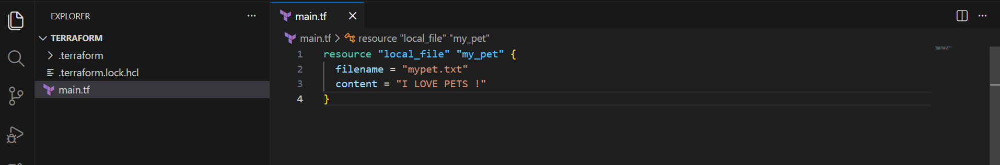 EXPLORER
TERRAFORM
.terraform
.terraform.lock.hcl
main.tf
main.tf
main.tf > resource "local_file" "my_pet"
1 resource "local_file" "my_pet" {
2 filename = "mypet.txt"
3 content = "I LOVE PETS !"
4 }